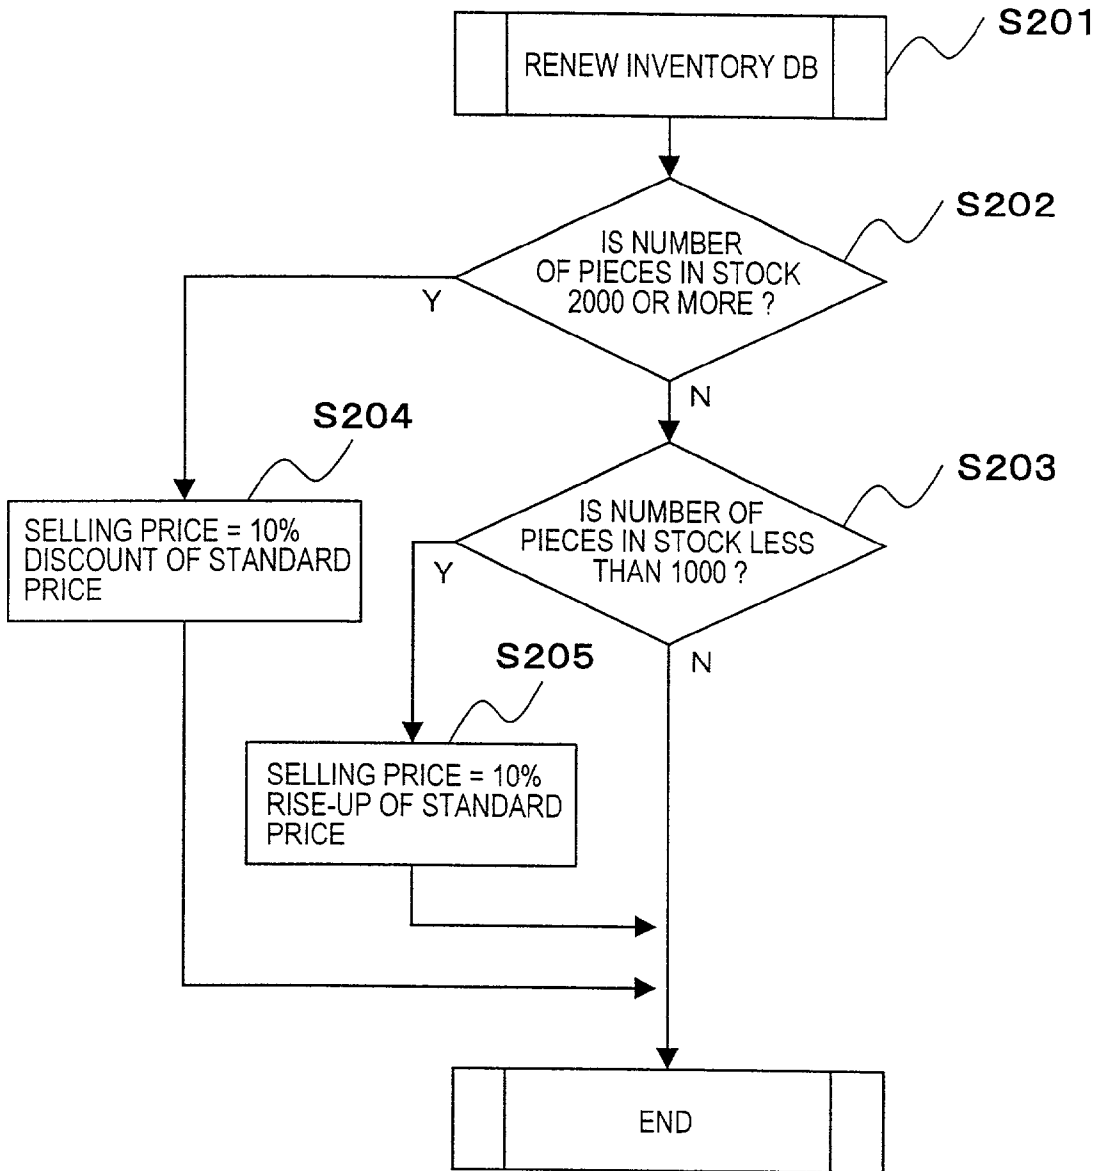 S201
RENEW INVENTORY DB
S202
IS NUMBER
OF PIECES IN STOCK
2000 OR MORE ?
Y
N
S204
S203
SELLING PRICE = 10%
DISCOUNT OF STANDARD
PRICE
IS NUMBER OF
PIECES IN STOCK LESS
THAN 1000 ?
Y
N
S205
SELLING PRICE = 10%
RISE-UP OF STANDARD
PRICE
END